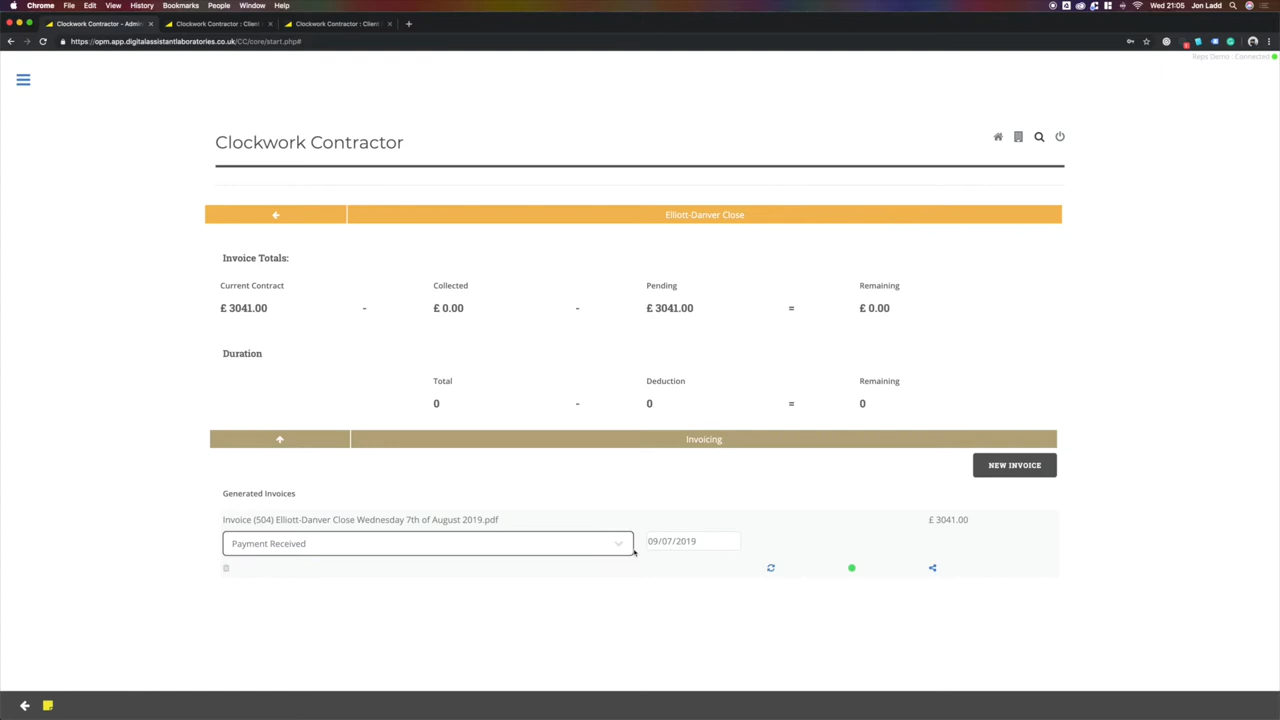 Chrome File Edit View History Bookmarks People Window Help
Wed 21:05 Jon Ladd
Clockwork Contractor – Admi
Clockwork Contractor : Client
Clockwork Contractor : Client
https://opm.app.digitalassistantlaboratories.co.uk/CC/core/start.php#
Reps Demo : Connected
Clockwork Contractor
Elliott-Danver Close
Invoice Totals:
Current Contract Collected Pending Remaining
£ 3041.00 - £ 0.00 - £ 3041.00 = £ 0.00
Duration
Total Deduction Remaining
0 - 0 = 0
Invoicing
NEW INVOICE
Generated Invoices
Invoice (504) Elliott-Danver Close Wednesday 7th of August 2019.pdf £ 3041.00
Payment Received 09/07/2019